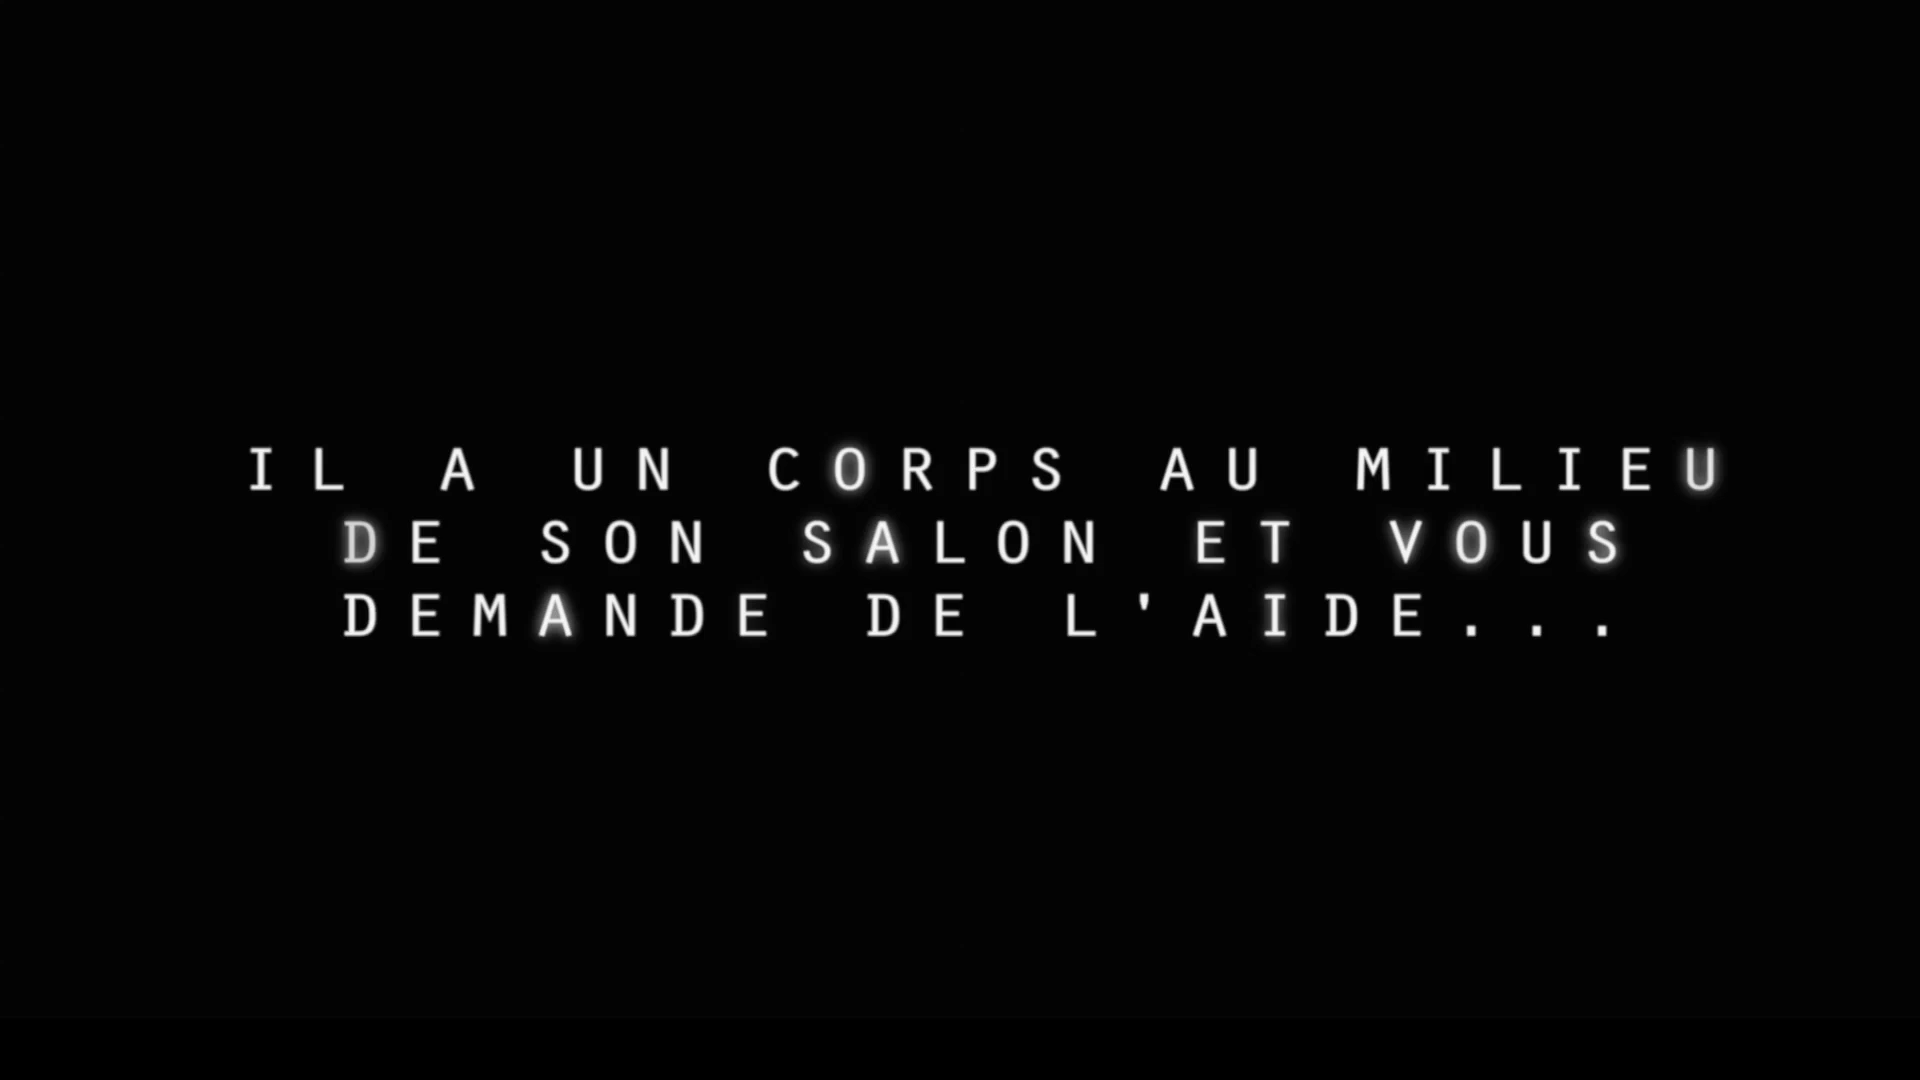 IL A UN CORPS AU MILIEU
DE SON SALON ET VOUS
DEMANDE DE L'AIDE...